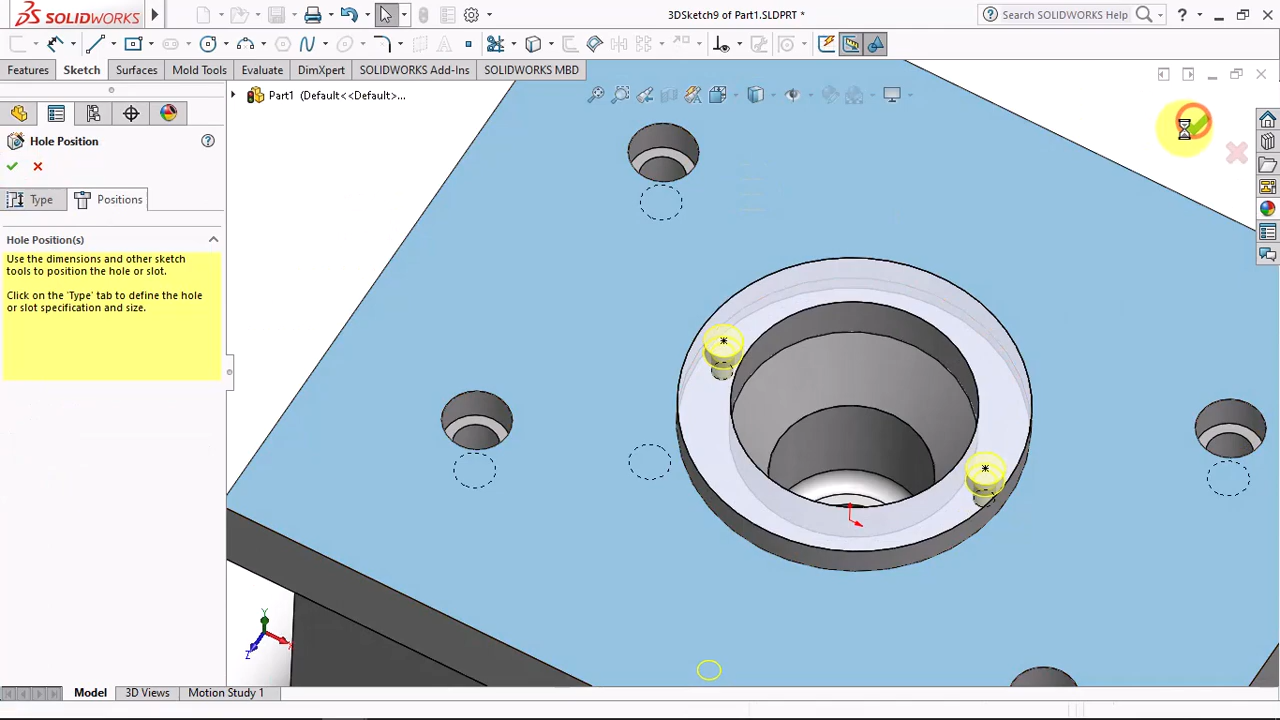 SOLIDWORKS
3DSketch9 of Part1.SLDPRT *
Search SOLIDWORKS Help
?
A
Features
Sketch
Surfaces
Mold Tools
Evaluate
DimXpert
SOLIDWORKS Add-Ins
SOLIDWORKS MBD
Part1 (Default<<Default>...
Hole Position
?
Type
Positions
Hole Position(s)
Use the dimensions and other sketch
tools to position the hole or slot.
Click on the 'Type' tab to define the hole
or slot specification and size.
Y
X
Z
Model
3D Views
Motion Study 1